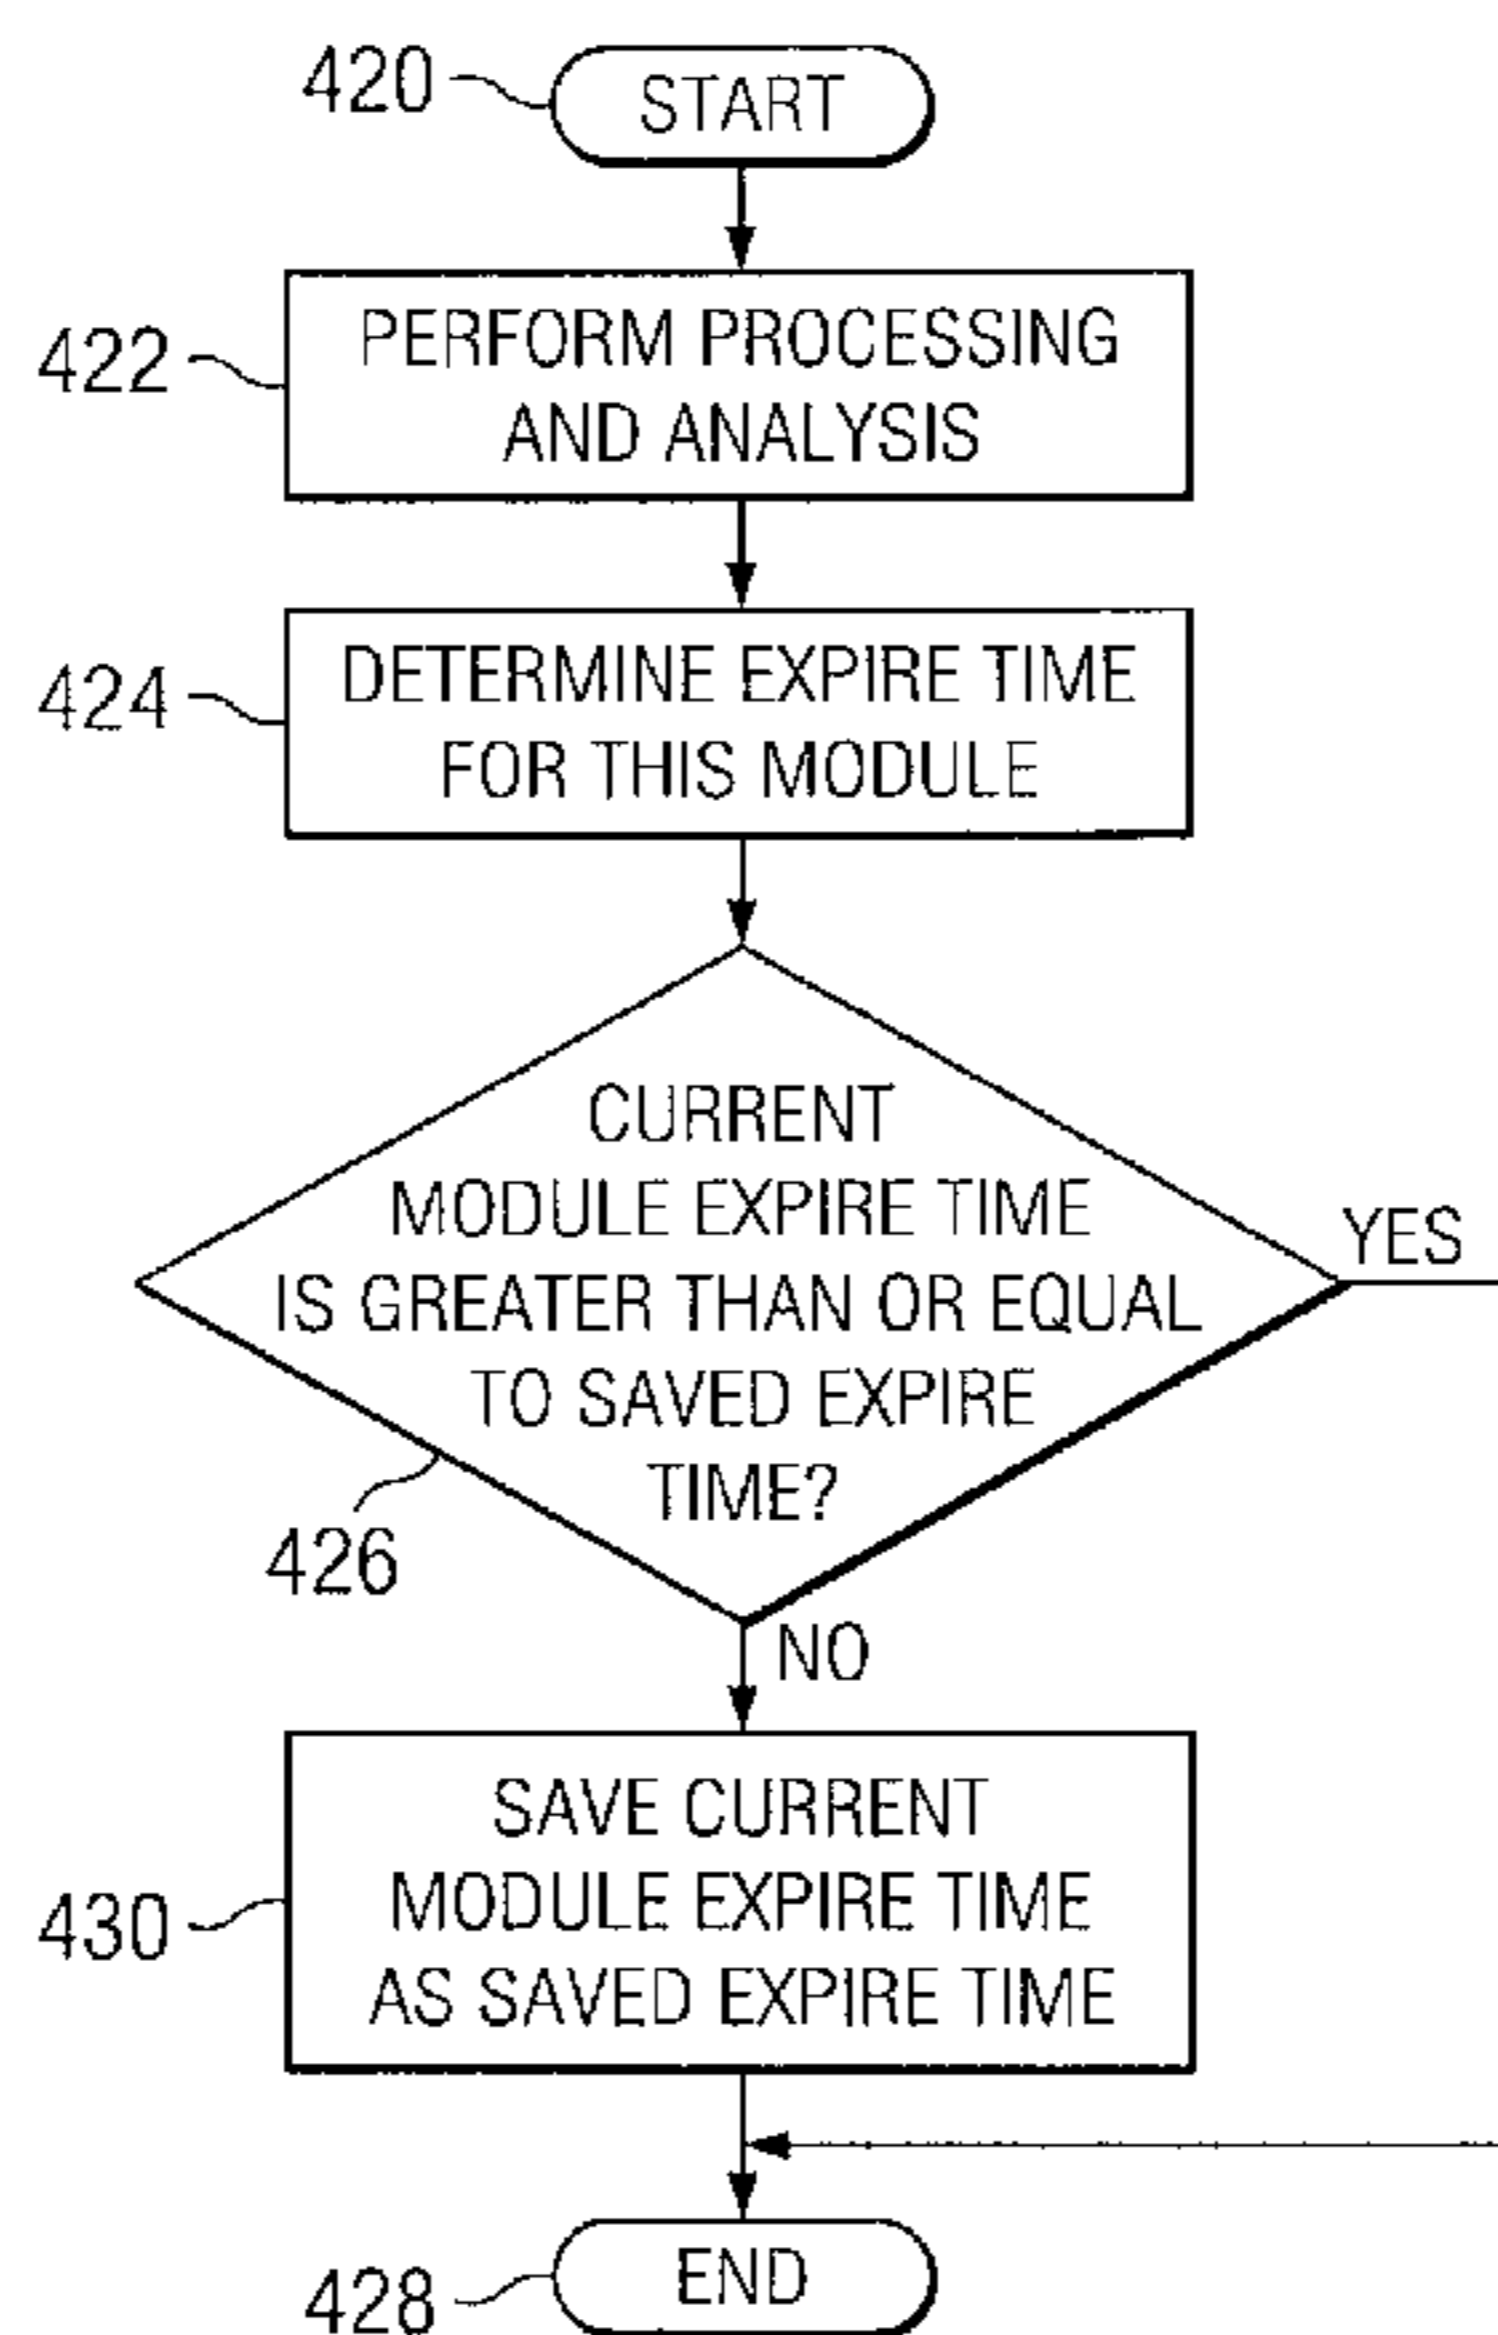 420
START
422
PERFORM PROCESSING
AND ANALYSIS
424
DETERMINE EXPIRE TIME
FOR THIS MODULE
CURRENT
MODULE EXPIRE TIME
IS GREATER THAN OR EQUAL
TO SAVED EXPIRE
TIME?
YES
426
NO
430
SAVE CURRENT
MODULE EXPIRE TIME
AS SAVED EXPIRE TIME
428
END